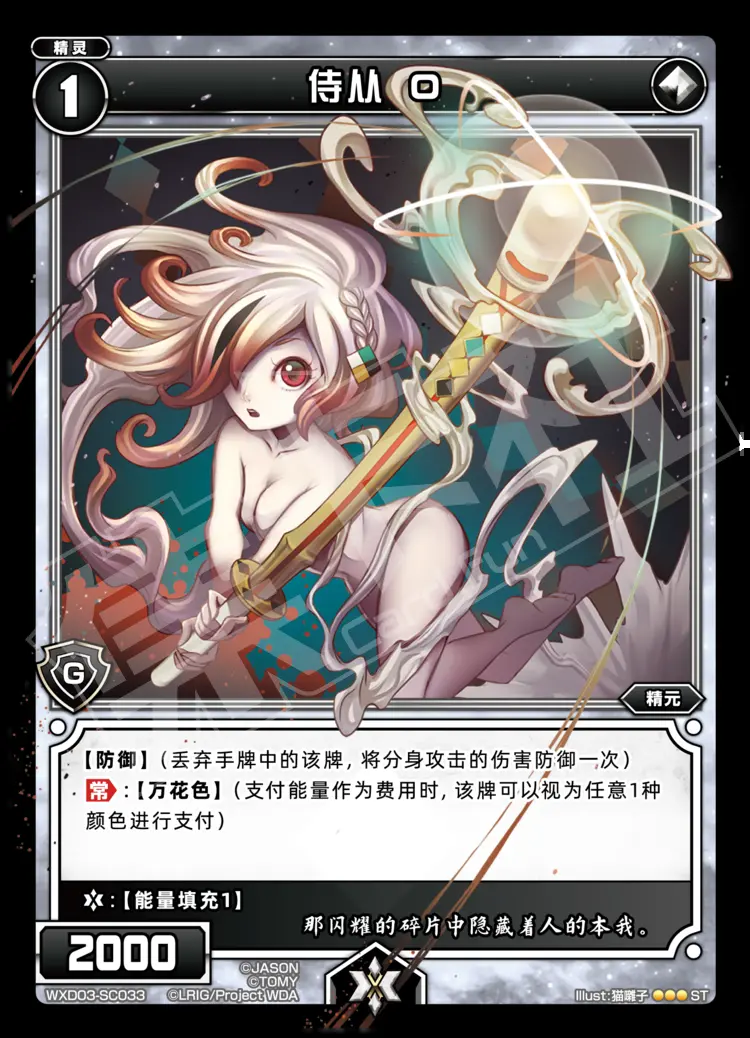 精灵
1
侍从 O
G
精元
【防御】(丢弃手牌中的该牌, 将分身攻击的伤害防御一次)
常:【万花色】(支付能量作为费用时, 该牌可以视为任意1种
颜色进行支付)
:【能量填充1】
那闪耀的碎片中隐藏着人的本我。
2000
©JASON
©TOMY
WXD03-SC033 ©LRIG/Project WDA
Illust:猫囃子 ST